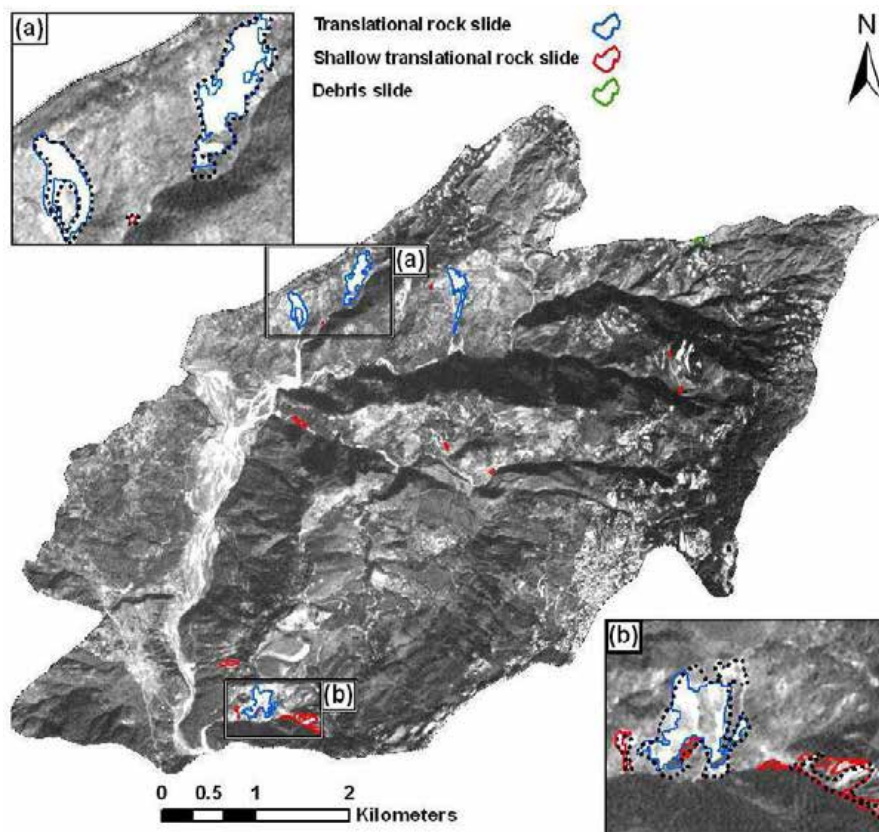 (a)
Translational rock slide
Shallow translational rock slide
Debris slide
N
(a)
(b)
(b)
0 0.5 1 2
Kilometers